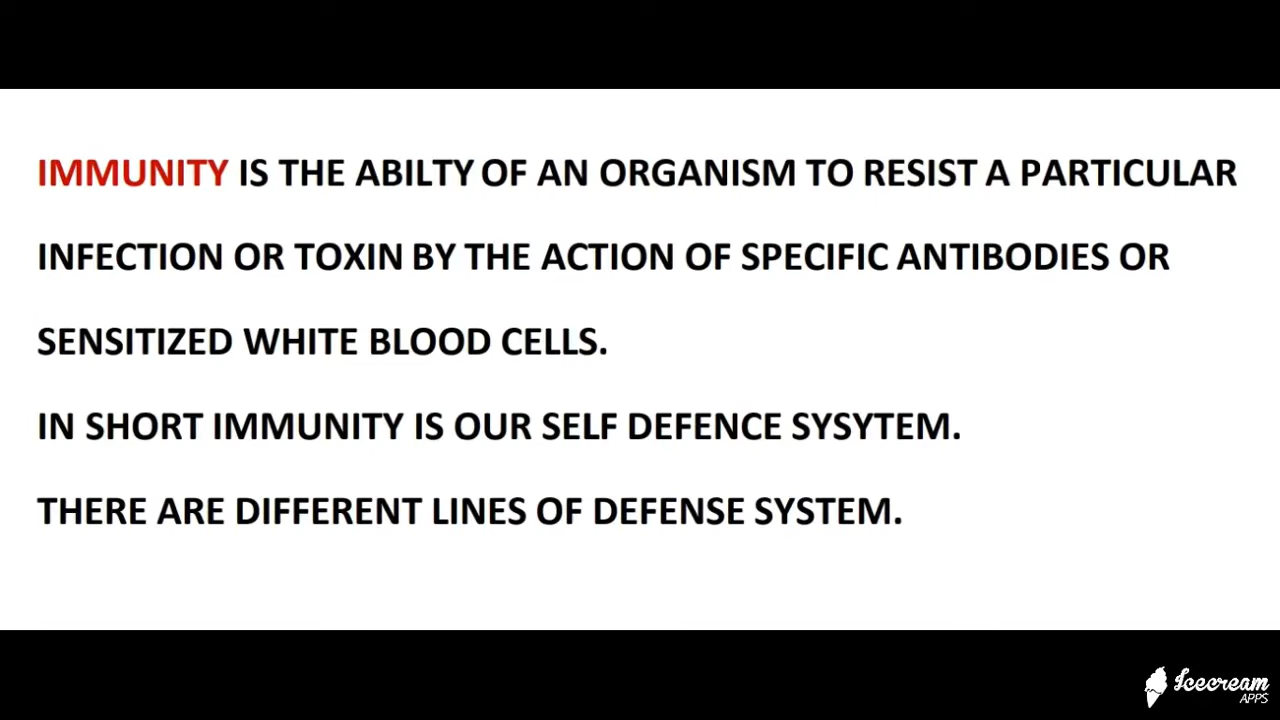 IMMUNITY IS THE ABILTY OF AN ORGANISM TO RESIST A PARTICULAR
INFECTION OR TOXIN BY THE ACTION OF SPECIFIC ANTIBODIES OR
SENSITIZED WHITE BLOOD CELLS.
IN SHORT IMMUNITY IS OUR SELF DEFENCE SYSYTEM.
THERE ARE DIFFERENT LINES OF DEFENSE SYSTEM.
Icecream
APPS